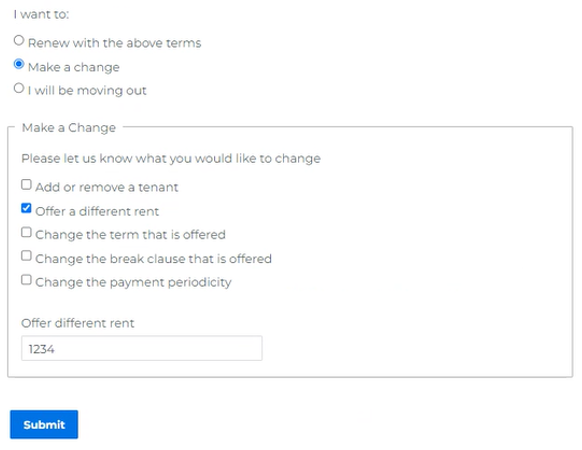 I want to:
Renew with the above terms
Make a change
I will be moving out
Make a Change
Please let us know what you would like to change
Add or remove a tenant
Offer a different rent
Change the term that is offered
Change the break clause that is offered
Change the payment periodicity
Offer different rent
1234
Submit